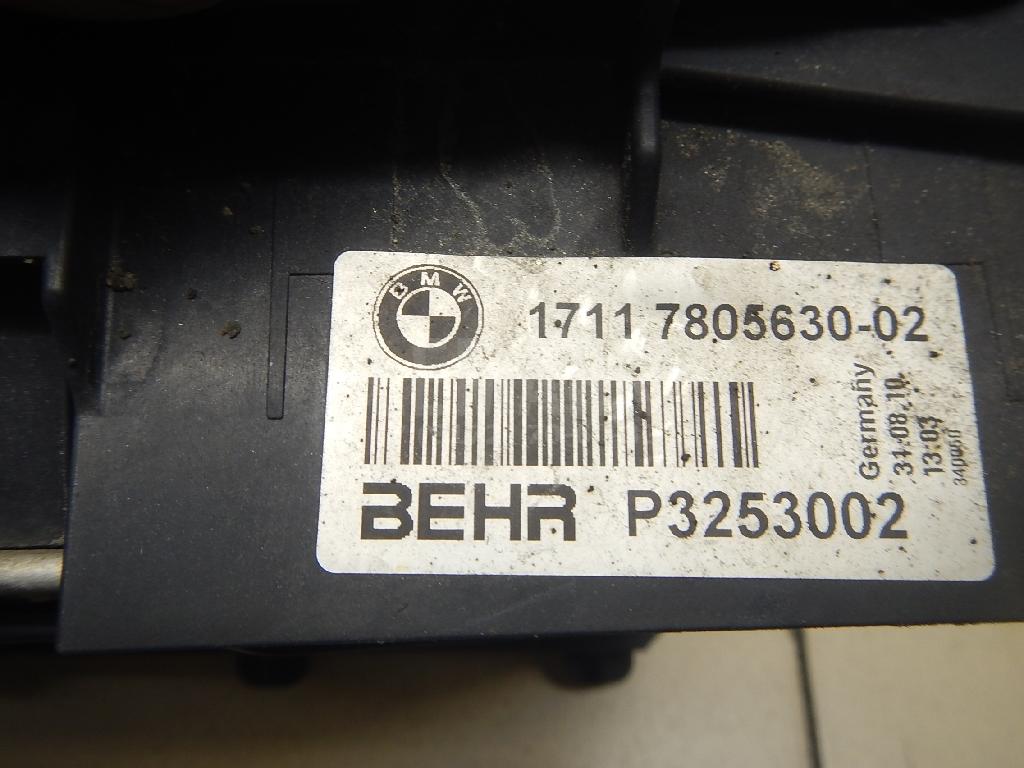 BMW
1711 7805630-02
Germany
31.08.10
13:03
BEHR P3253002